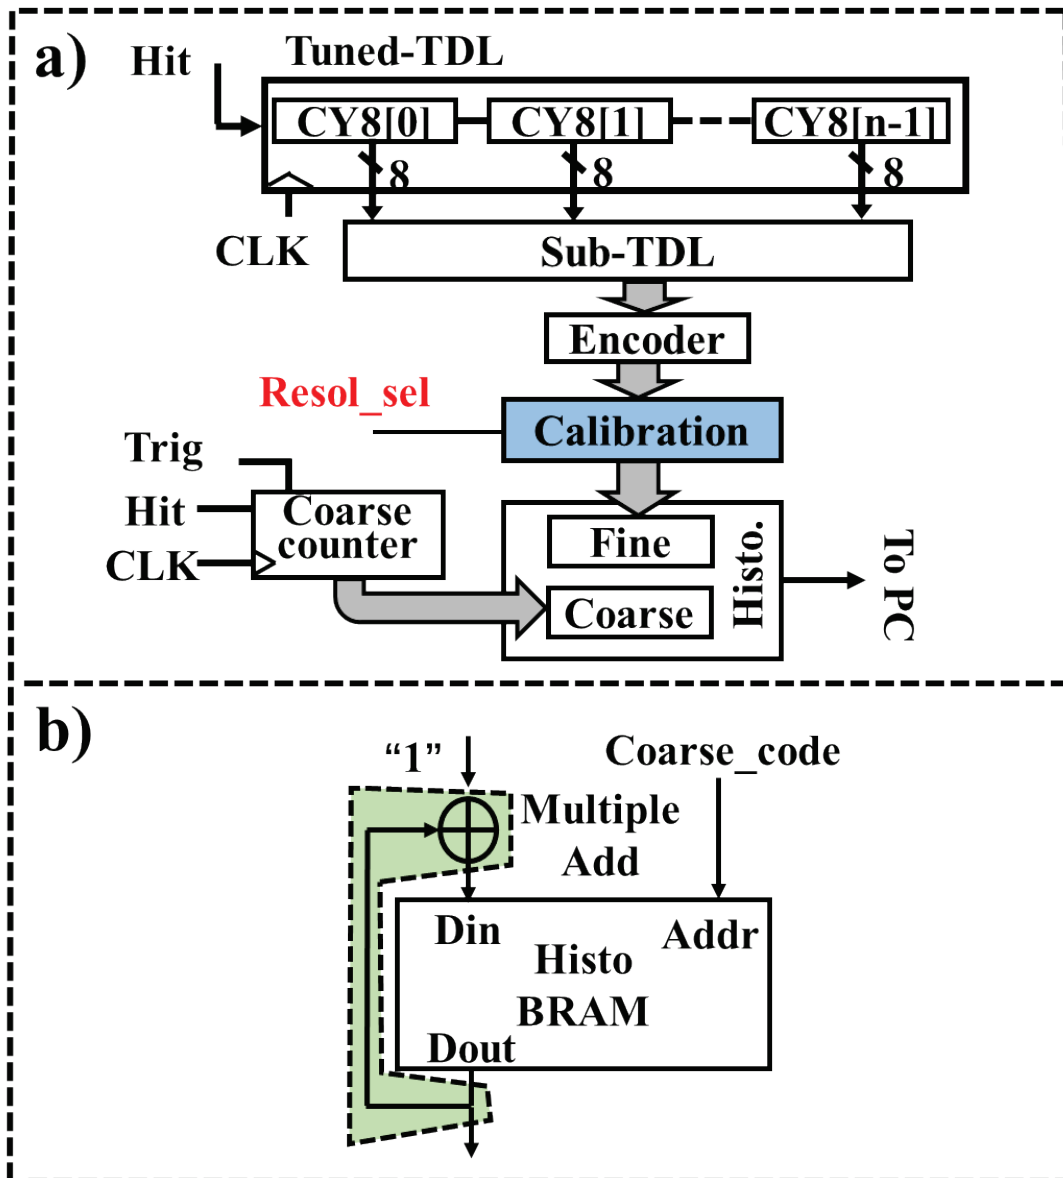 a)
Hit
Tuned-TDL
CY8[0]
CY8[1]
CY8[n-1]
8
8
8
CLK
Sub-TDL
Encoder
Resol_sel
Calibration
Trig
Hit
CLK
Coarse
counter
Fine
Coarse
Histo.
To PC
b)
“1”
Coarse_code
Multiple
Add
Din
Addr
Histo
BRAM
Dout